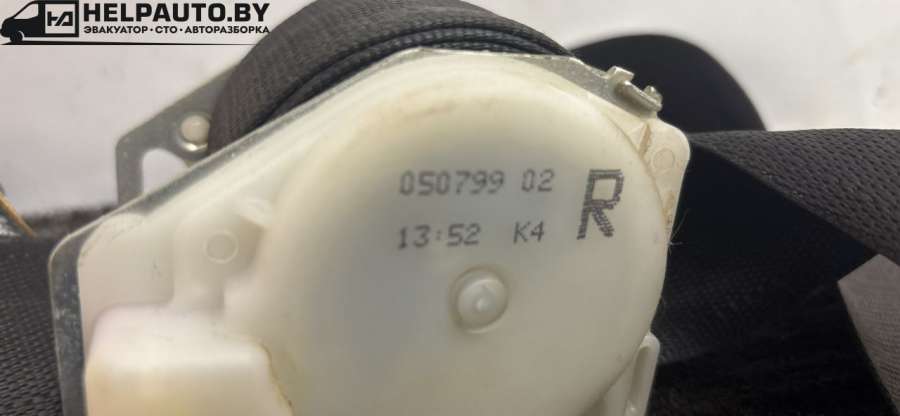 HELPAUTO.BY
ЭВАКУАТОР • СТО • АВТОРАЗБОРКА
050799 02
13:52 K4
R